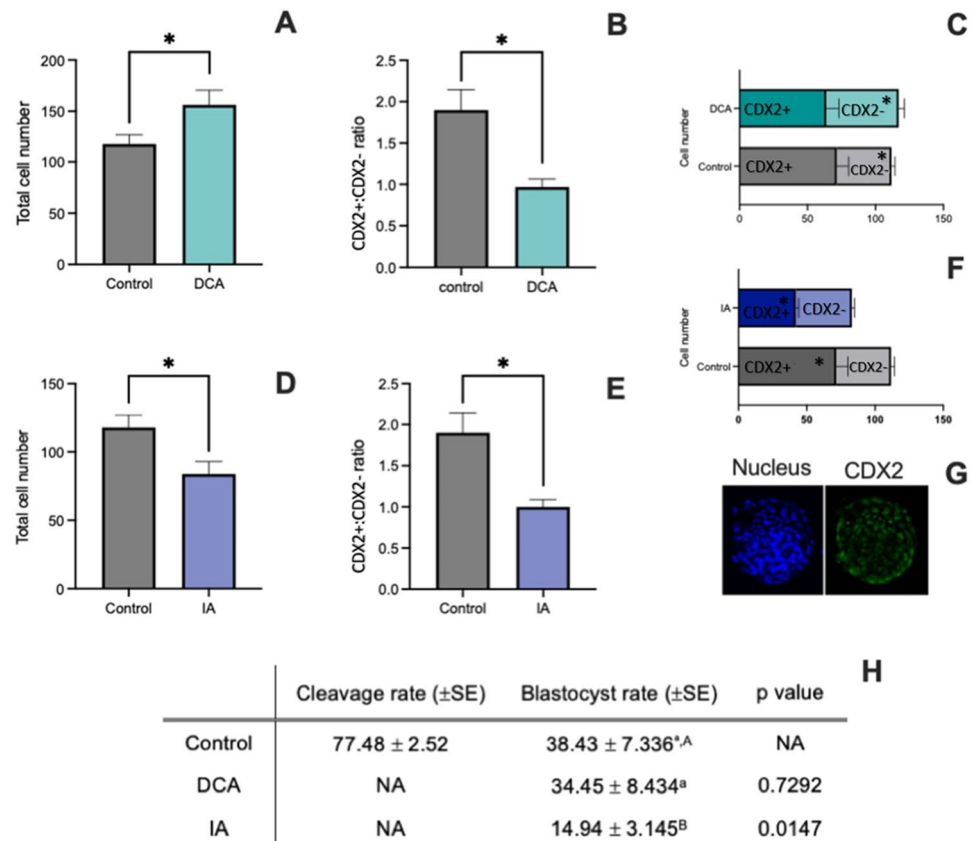 A
*
Total cell number
200
150
100
50
0
Control
DCA
B
*
CDX2+:CDX2- ratio
2.5
2.0
1.5
1.0
0.5
0.0
control
DCA
C
Cell number
DCA
CDX2+
CDX2-
*
Control
CDX2+
CDX2-
*
0
50
100
150
D
*
Total cell number
150
100
50
0
Control
IA
E
*
CDX2+:CDX2- ratio
2.5
2.0
1.5
1.0
0.5
0.0
Control
IA
F
Cell number
IA
CDX2+
*
CDX2-
Control
CDX2+
*
CDX2-
0
50
100
150
G
Nucleus
CDX2
H
Cleavage rate (±SE) Blastocyst rate (±SE) p value
Control 77.48 ± 2.52 38.43 ± 7.336ᵃ,ᴬ NA
DCA NA 34.45 ± 8.434ᵃ 0.7292
IA NA 14.94 ± 3.145ᴮ 0.0147